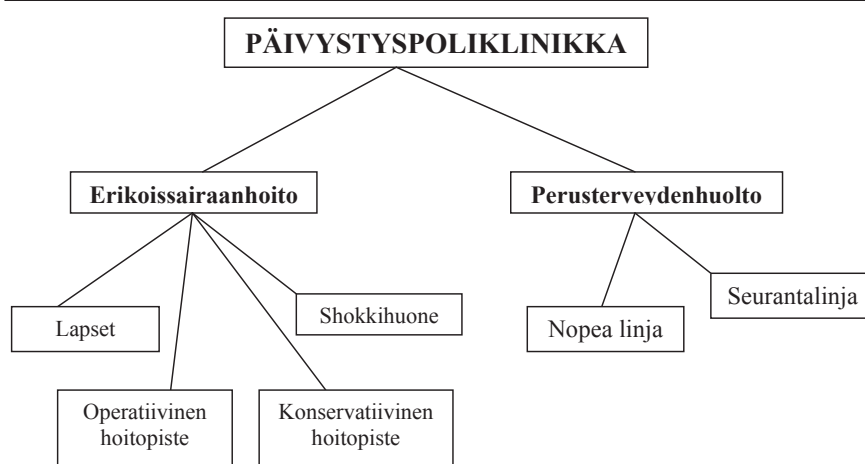 PÄIVYSTYSPOLIKLINIKKA
Erikoissairaanhoito
Perusterveydenhuolto
Lapset
Shokkihuone
Nopea linja
Seurantalinja
Operatiivinen
hoitopiste
Konservatiivinen
hoitopiste